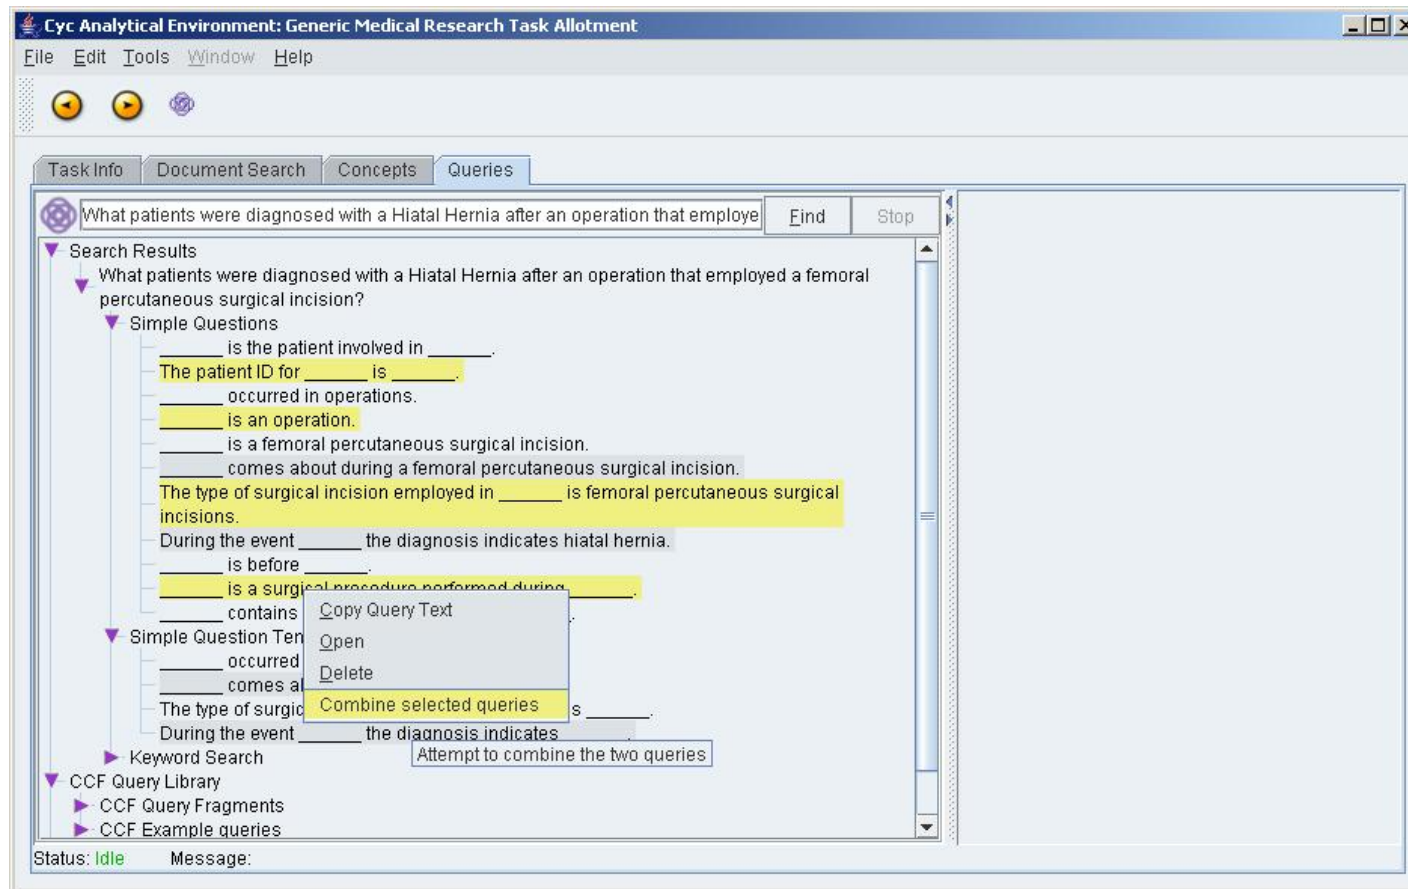 Cyc Analytical Environment: Generic Medical Research Task Allotment
File Edit Tools Window Help
Task Info Document Search Concepts Queries
What patients were diagnosed with a Hiatal Hernia after an operation that employe Find Stop
Search Results
What patients were diagnosed with a Hiatal Hernia after an operation that employed a femoral
percutaneous surgical incision?
Simple Questions
______ is the patient involved in ______.
The patient ID for ______ is ______.
______ occurred in operations.
______ is an operation.
______ is a femoral percutaneous surgical incision.
______ comes about during a femoral percutaneous surgical incision.
The type of surgical incision employed in ______ is femoral percutaneous surgical
incisions.
During the event ______ the diagnosis indicates hiatal hernia.
______ is before ______.
______ is a surgical procedure performed during ______.
______ contains
Copy Query Text
Simple Question Ten
Open
______ occurred
Delete
______ comes al
Combine selected queries
The type of surgic s ______.
During the event ______ the diagnosis indicates ______.
Attempt to combine the two queries
Keyword Search
CCF Query Library
CCF Query Fragments
CCF Example queries
Status: Idle Message: